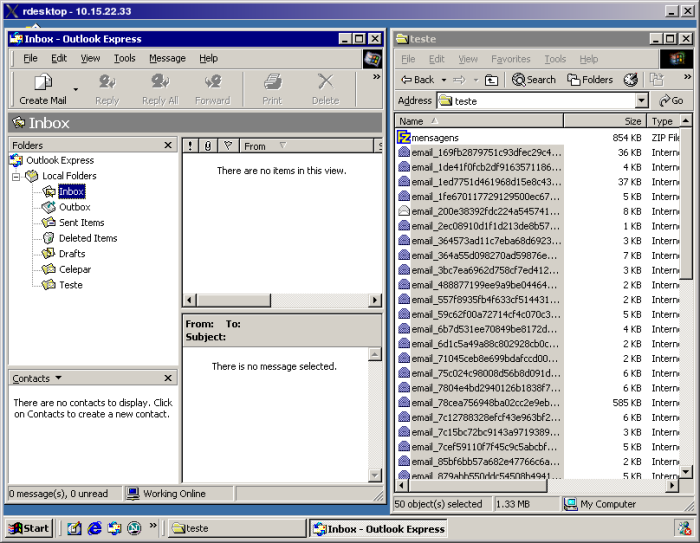 rdesktop - 10.15.22.33
Inbox - Outlook Express
File Edit View Tools Message Help
»
Create Mail Reply Reply All Forward Print Delete
Inbox
Folders
Outlook Express
Local Folders
Inbox
Outbox
Sent Items
Deleted Items
Drafts
Celepar
Teste
Contacts
There are no contacts to display. Click
on Contacts to create a new contact.
! From
There are no items in this view.
From: To:
Subject:
There is no message selected.
0 message(s), 0 unread Working Online
teste
File Edit View Favorites Tools Help
Back Search Folders »
Address teste Go
Name Size Type
mensagens 854 KB ZIP File
email_169fb2879751c93dfec29c4... 36 KB Intern
email_1de41f0fcb2df9163571186... 4 KB Intern
email_1ed7751d461968d15e8c43... 37 KB Intern
email_1fe670117729129500ec67... 5 KB Intern
email_200e38392fdc224a545741... 8 KB Intern
email_2ec08910d1f1d213de8b57... 1 KB Intern
email_364573ad11c7eba68d6923... 3 KB Intern
email_364a55d098270ad59876e... 7 KB Intern
email_3bc7ea6962d758cf7ed412... 3 KB Intern
email_488877199ee9a9be04464... 2 KB Intern
email_557f8935fb4f633cf514431... 2 KB Intern
email_59c62f00a72714cf4c070c3... 5 KB Intern
email_6b7d531ee70849be8172d... 4 KB Intern
email_6d1c5a49a88c802928cb0c... 2 KB Intern
email_71045ceb8e699bdafccd00... 2 KB Intern
email_75c024c98008d56b8d091d... 6 KB Intern
email_7804e4bd2940126b1838f7... 6 KB Intern
email_78cea756948ba02cc2e9eb... 585 KB Intern
email_7c12788328efcf43e963bf2... 6 KB Intern
email_7c15bc72bc9143a9719389... 3 KB Intern
email_7cef59110f7f45c9c5abcbf... 5 KB Intern
email_85bf6bb57a682e47766c6a... 2 KB Intern
email_879abb550ddc54508b4941... 5 KB Intern
50 object(s) selected 1.33 MB My Computer
Start » teste Inbox - Outlook Express